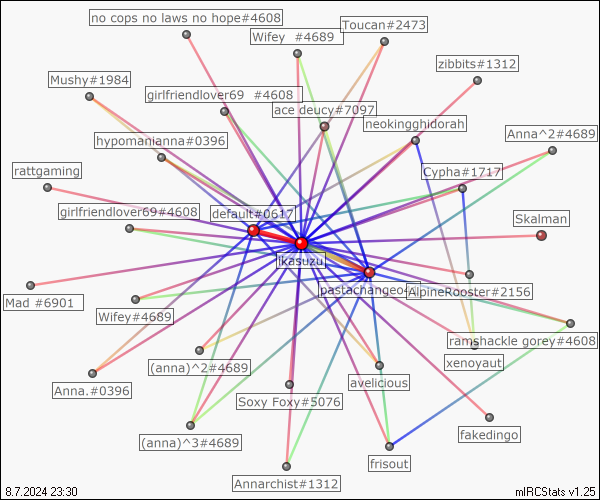 no cops no laws no hope#4608
Toucan#2473
Wifey #4689
zibbits#1312
Mushy#1984
girlfriendlover69 #4608
ace deucy#7097
neokingghidorah
Anna^2#4689
hypomanianna#0396
Cypha#1717
rattgaming
girlfriendlover69#4608
default#0617
Skalman
Ikasuzu
pastachangeo
AlpineRooster#2156
Mad #6901
Wifey#4689
ramshackle gorey#4608
xenoyaut
(anna)^2#4689
Anna.#0396
avelicious
Soxy Foxy#5076
fakedingo
(anna)^3#4689
frisout
Annarchist#1312
8.7.2024 23:30
mIRCStats v1.25